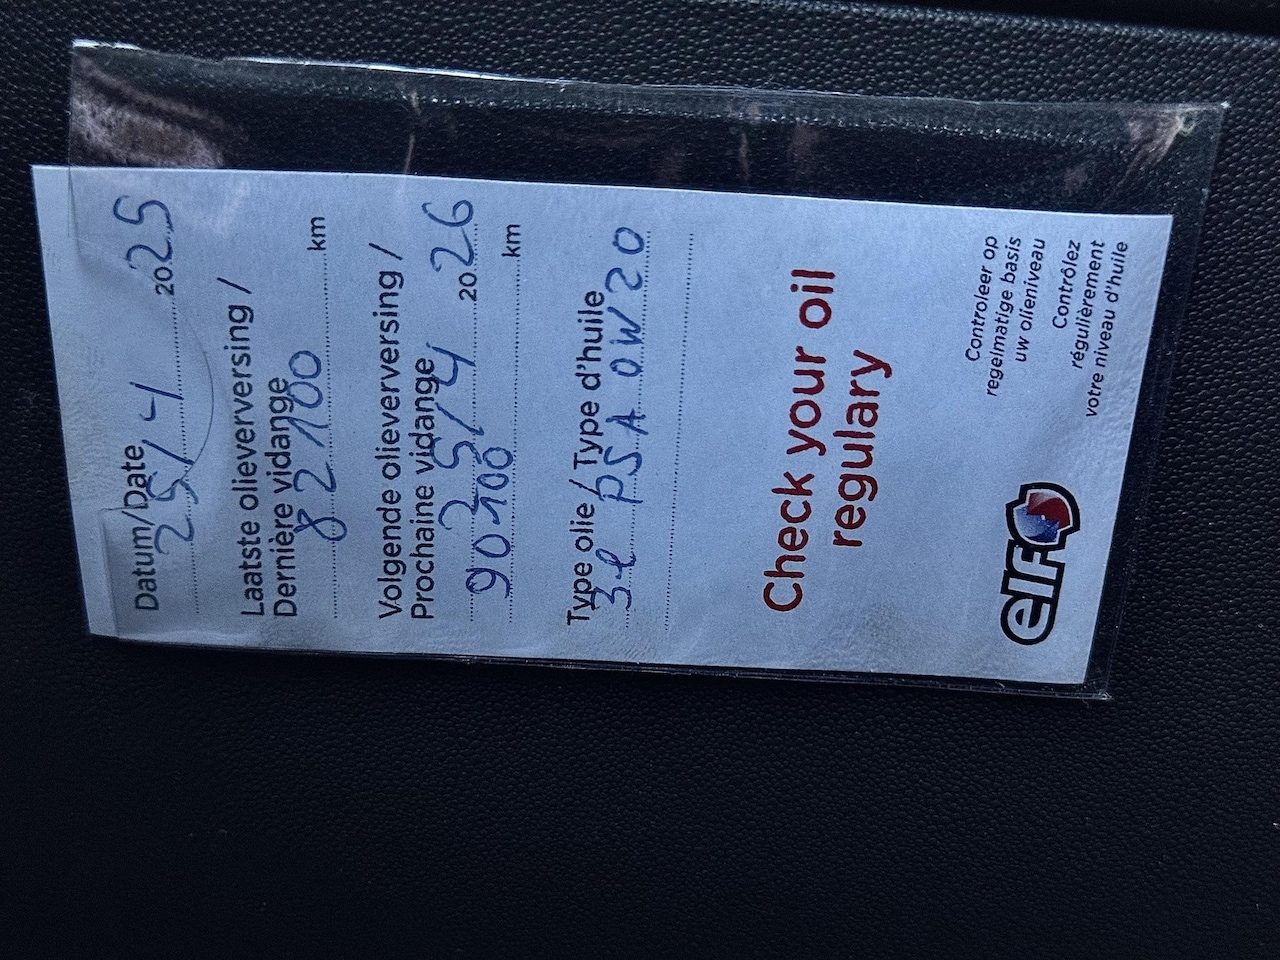 Datum/Date
25/4 2025
Laatste olieverversing /
Dernière vidange
82100 km
Volgende olieverversing /
Prochaine vidange
25/4 2026
90100 km
Type olie / Type d'huile
3l PSA 0W20
Check your oil
regulary
Controleer op
regelmatige basis
uw olieniveau
Contrôlez
régulièrement
votre niveau d'huile
elf